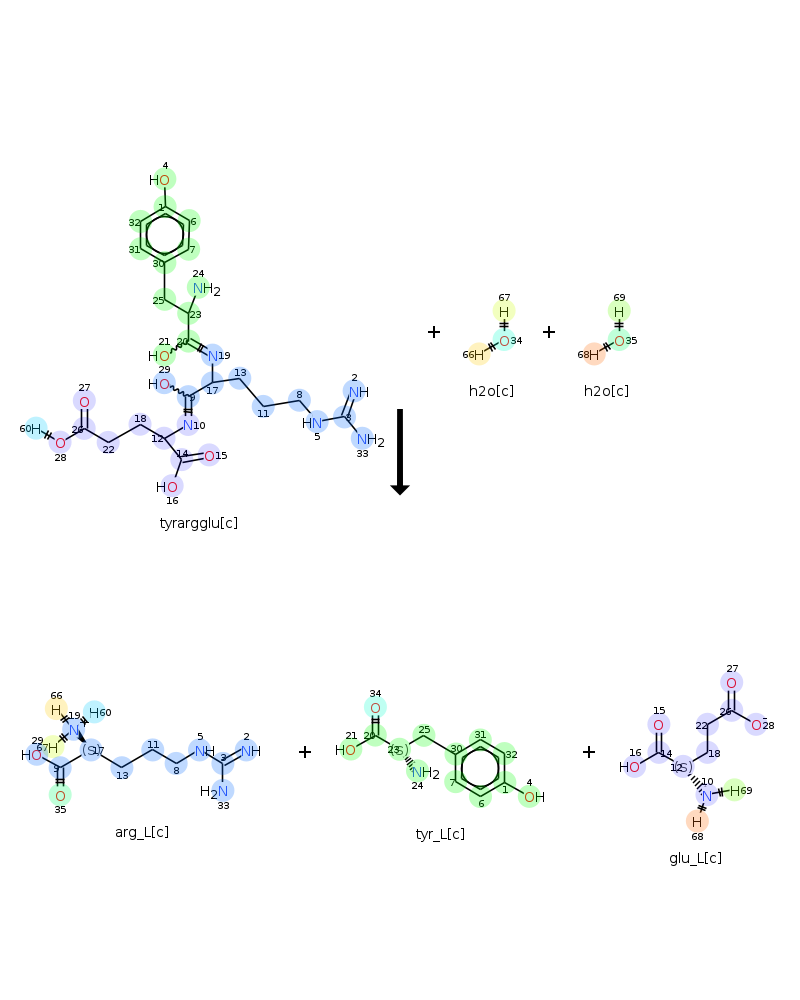 4
HO
1
32 6
31 7
30
24
NH2
25
23
21 20
HO N 19
29
HO 17 13
9
27
O
18 N 10
60H 26 12
O 22
28
14 O 15
HO
16
8
11
2
NH
HN 3
5
NH2
33
tyrargglu[c]
+
67
H
O 34
66H
h2o[c]
+
69
H
O 35
68H
h2o[c]
66
H H60
19
N
29 67 H (S) 17
HO 9
O
35
11
13 8
5
NH 3 2
NH
H2N
33
arg_L[c]
+
34
O
21 20
HO
23 (S)
25
NH2
24
30 31
32
7 1
6
4
OH
tyr_L[c]
+
27
O
15 22 26
O O-28
16 14 18
HO 12 (S)
10
N H69
H
68
glu_L[c]